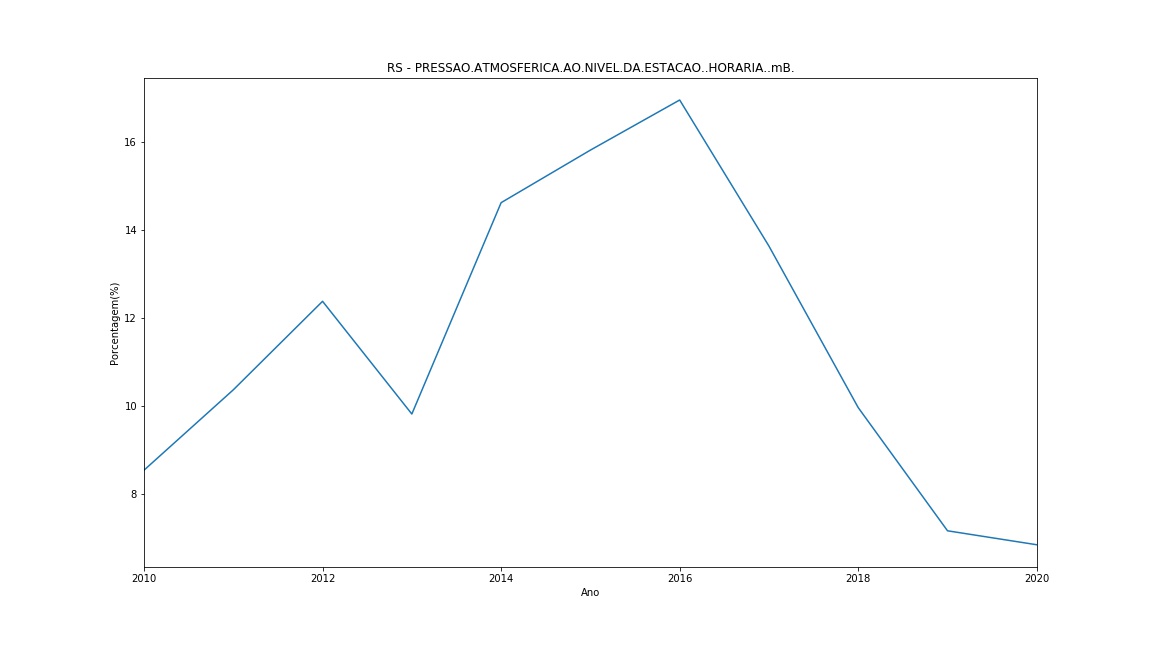 RS - PRESSAO.ATMOSFERICA.AO.NIVEL.DA.ESTACAO..HORARIA..mB.
Porcentagem(%)
16
14
12
10
8
2010 2012 2014 2016 2018 2020
Ano